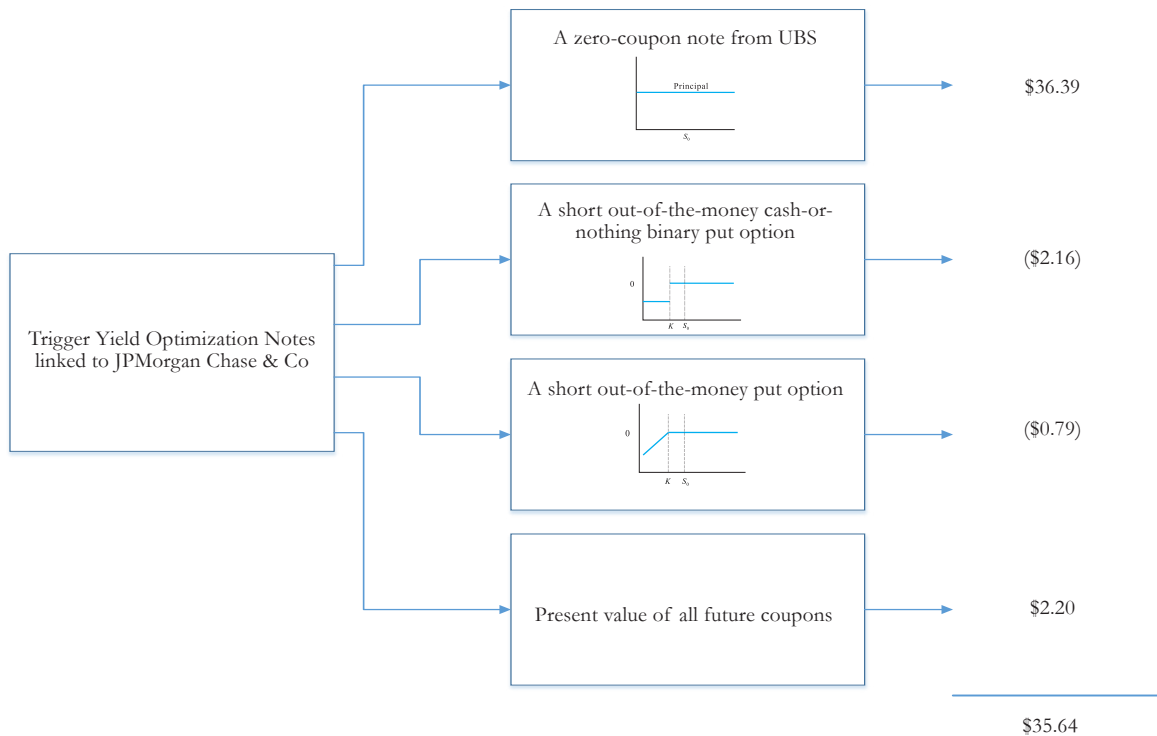 A zero-coupon note from UBS
Principal
S0
$36.39
A short out-of-the-money cash-or-
nothing binary put option
0
K S0
($2.16)
Trigger Yield Optimization Notes
linked to JPMorgan Chase & Co
A short out-of-the-money put option
0
K S0
($0.79)
Present value of all future coupons
$2.20
$35.64